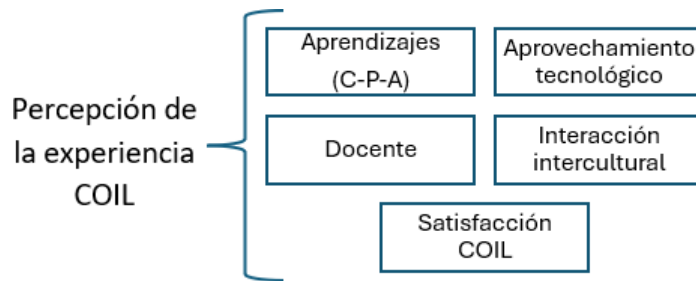 Percepción de
la experiencia
COIL
Aprendizajes
(C-P-A)
Aprovechamiento
tecnológico
Docente
Interacción
intercultural
Satisfacción
COIL